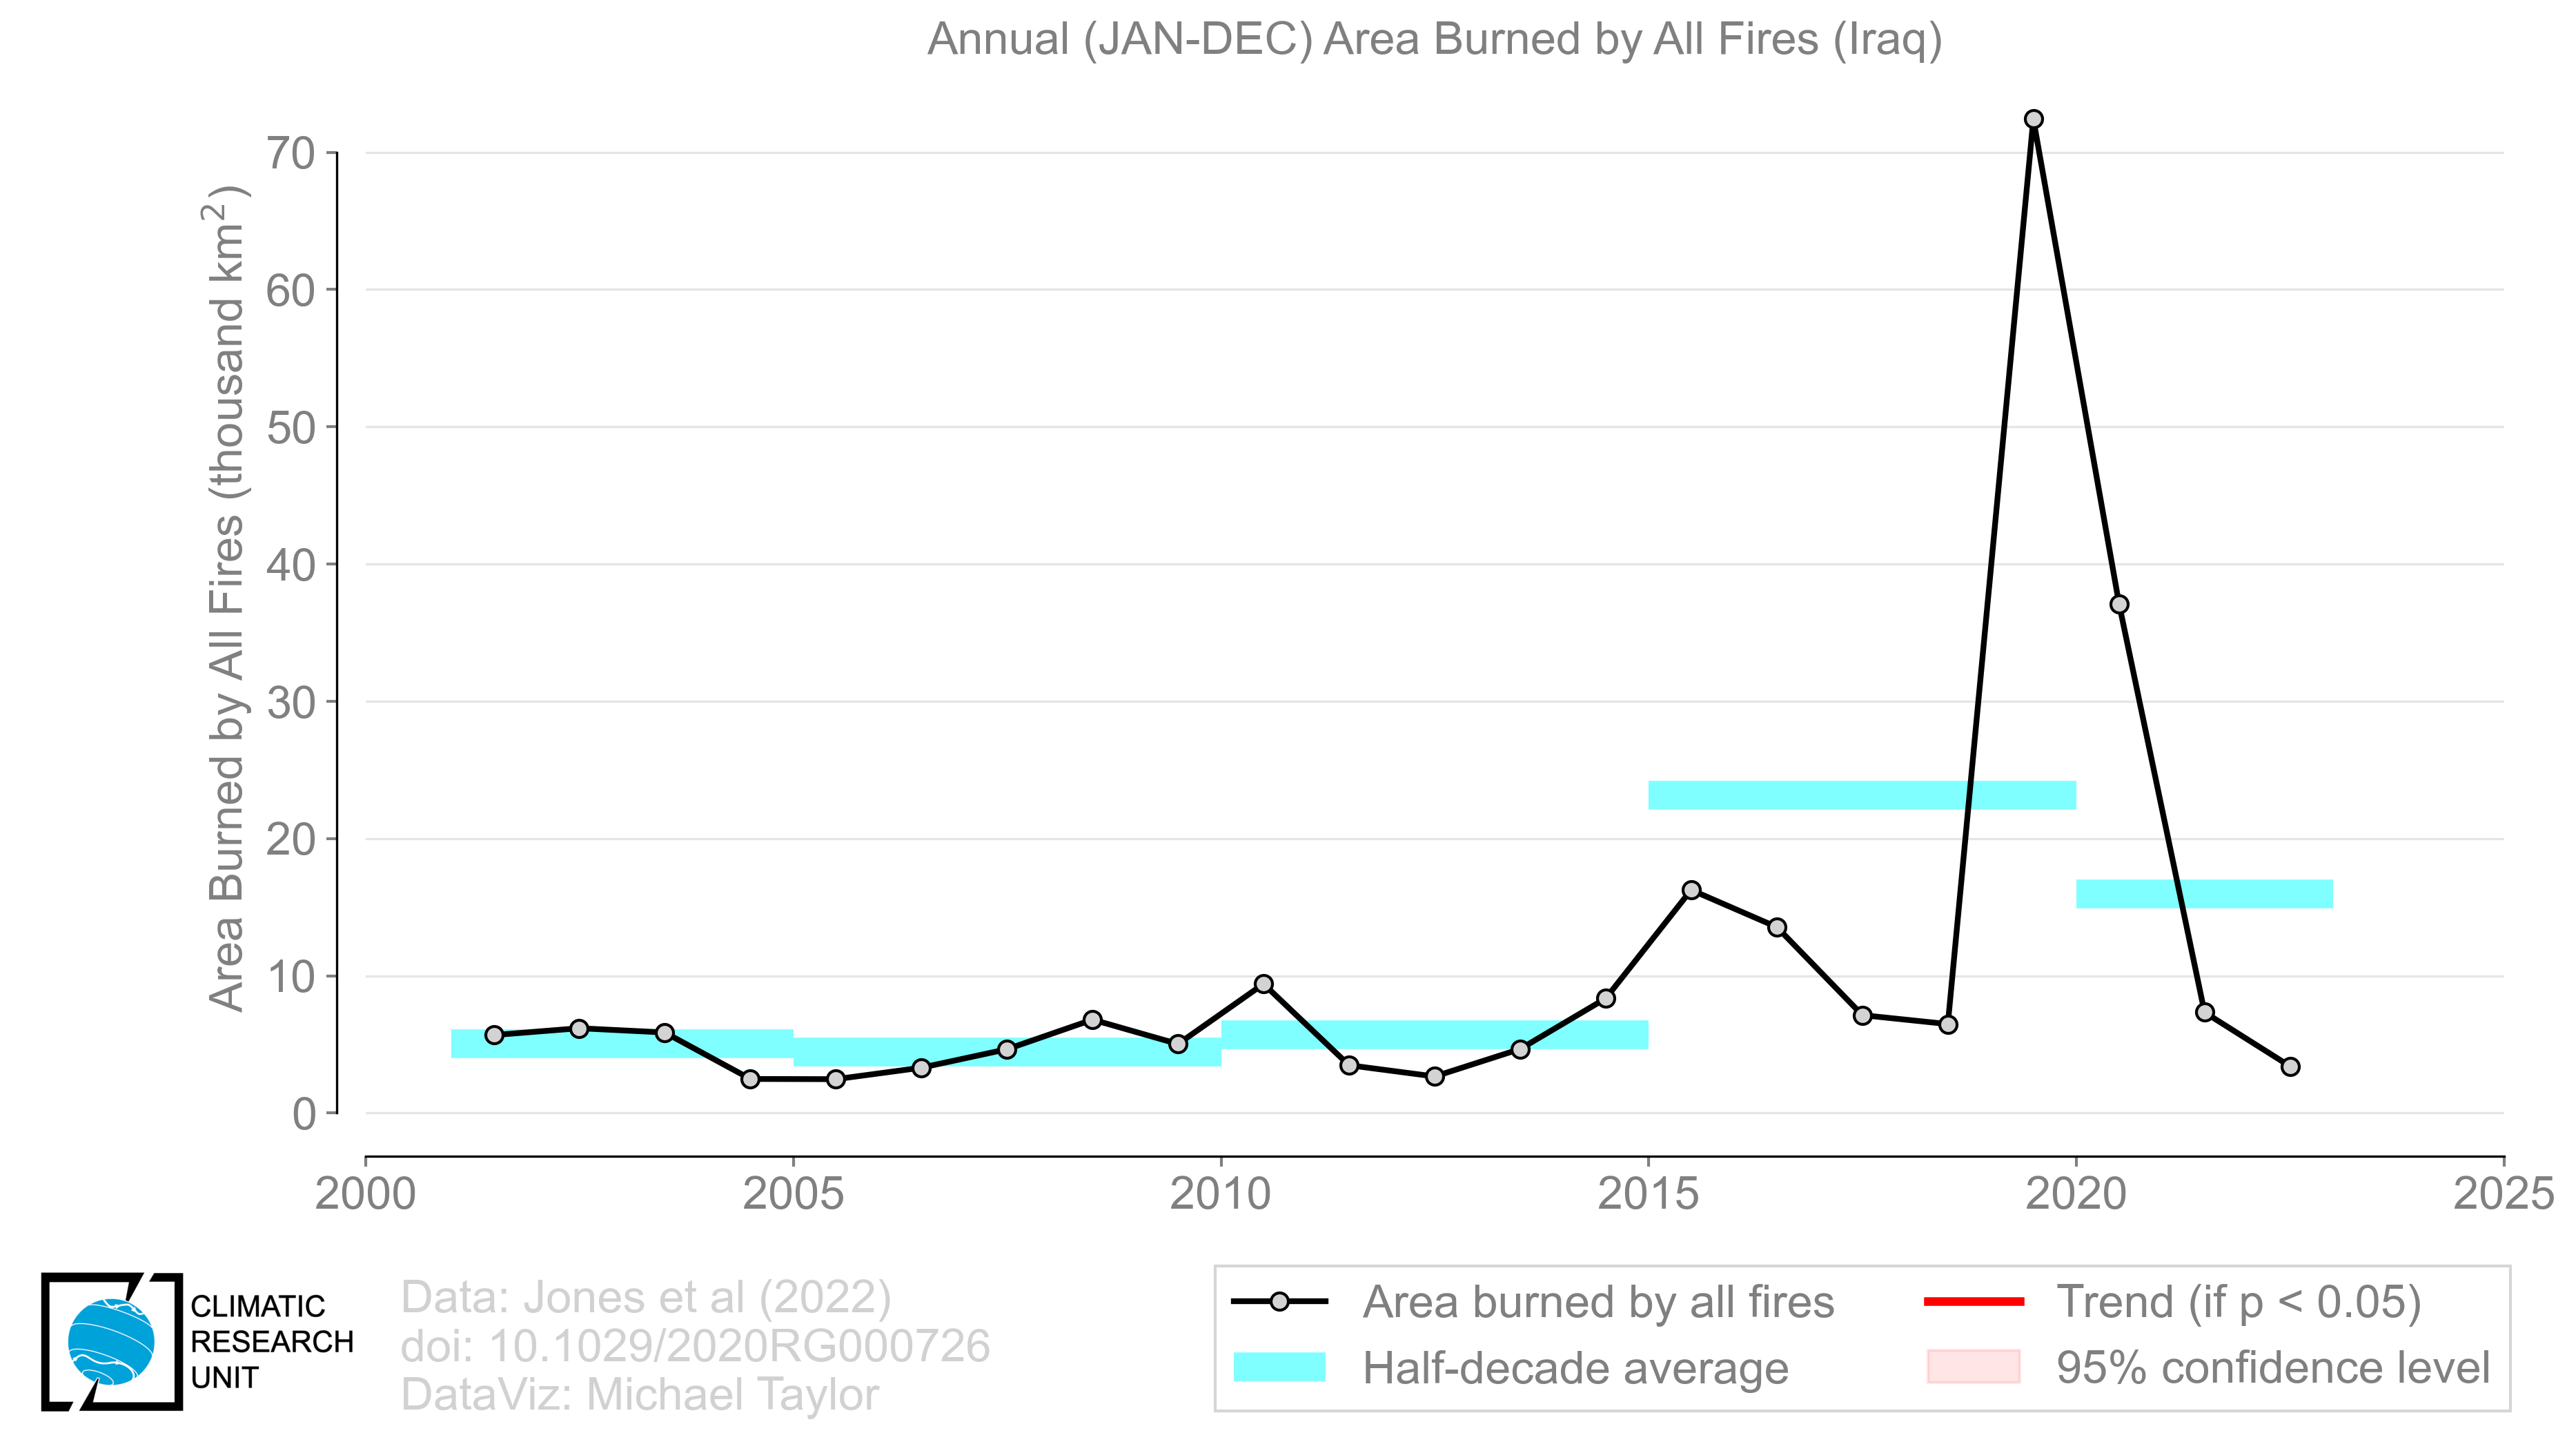 Annual (JAN-DEC) Area Burned by All Fires (Iraq)
Area Burned by All Fires (thousand km²)
70
60
50
40
30
20
10
0
2000 2005 2010 2015 2020 2025
CLIMATIC
RESEARCH
UNIT
Data: Jones et al (2022)
doi: 10.1029/2020RG000726
DataViz: Michael Taylor
Area burned by all fires
Half-decade average
Trend (if p < 0.05)
95% confidence level